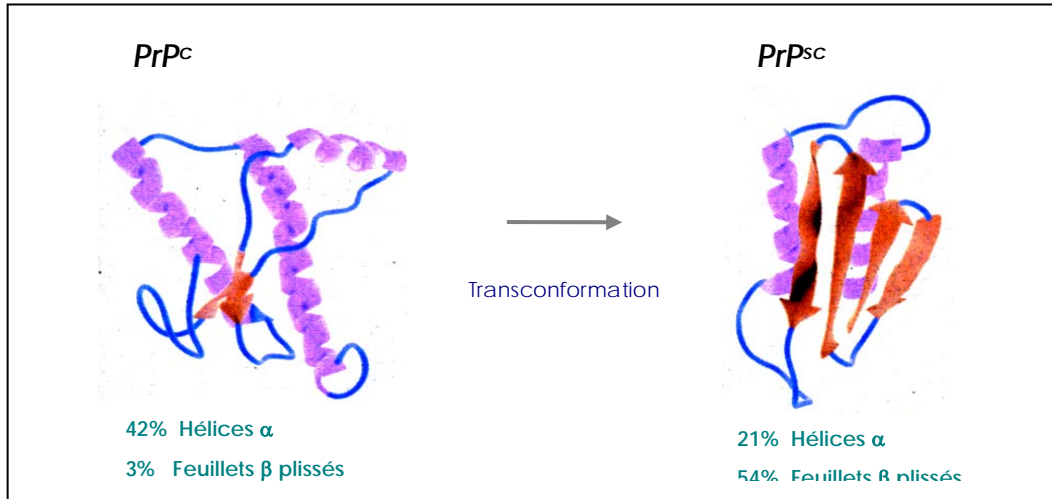 PrPC
PrPSC
Transconformation
42% Hélices α
3% Feuillets β plissés
21% Hélices α
54% Feuillets β plissés